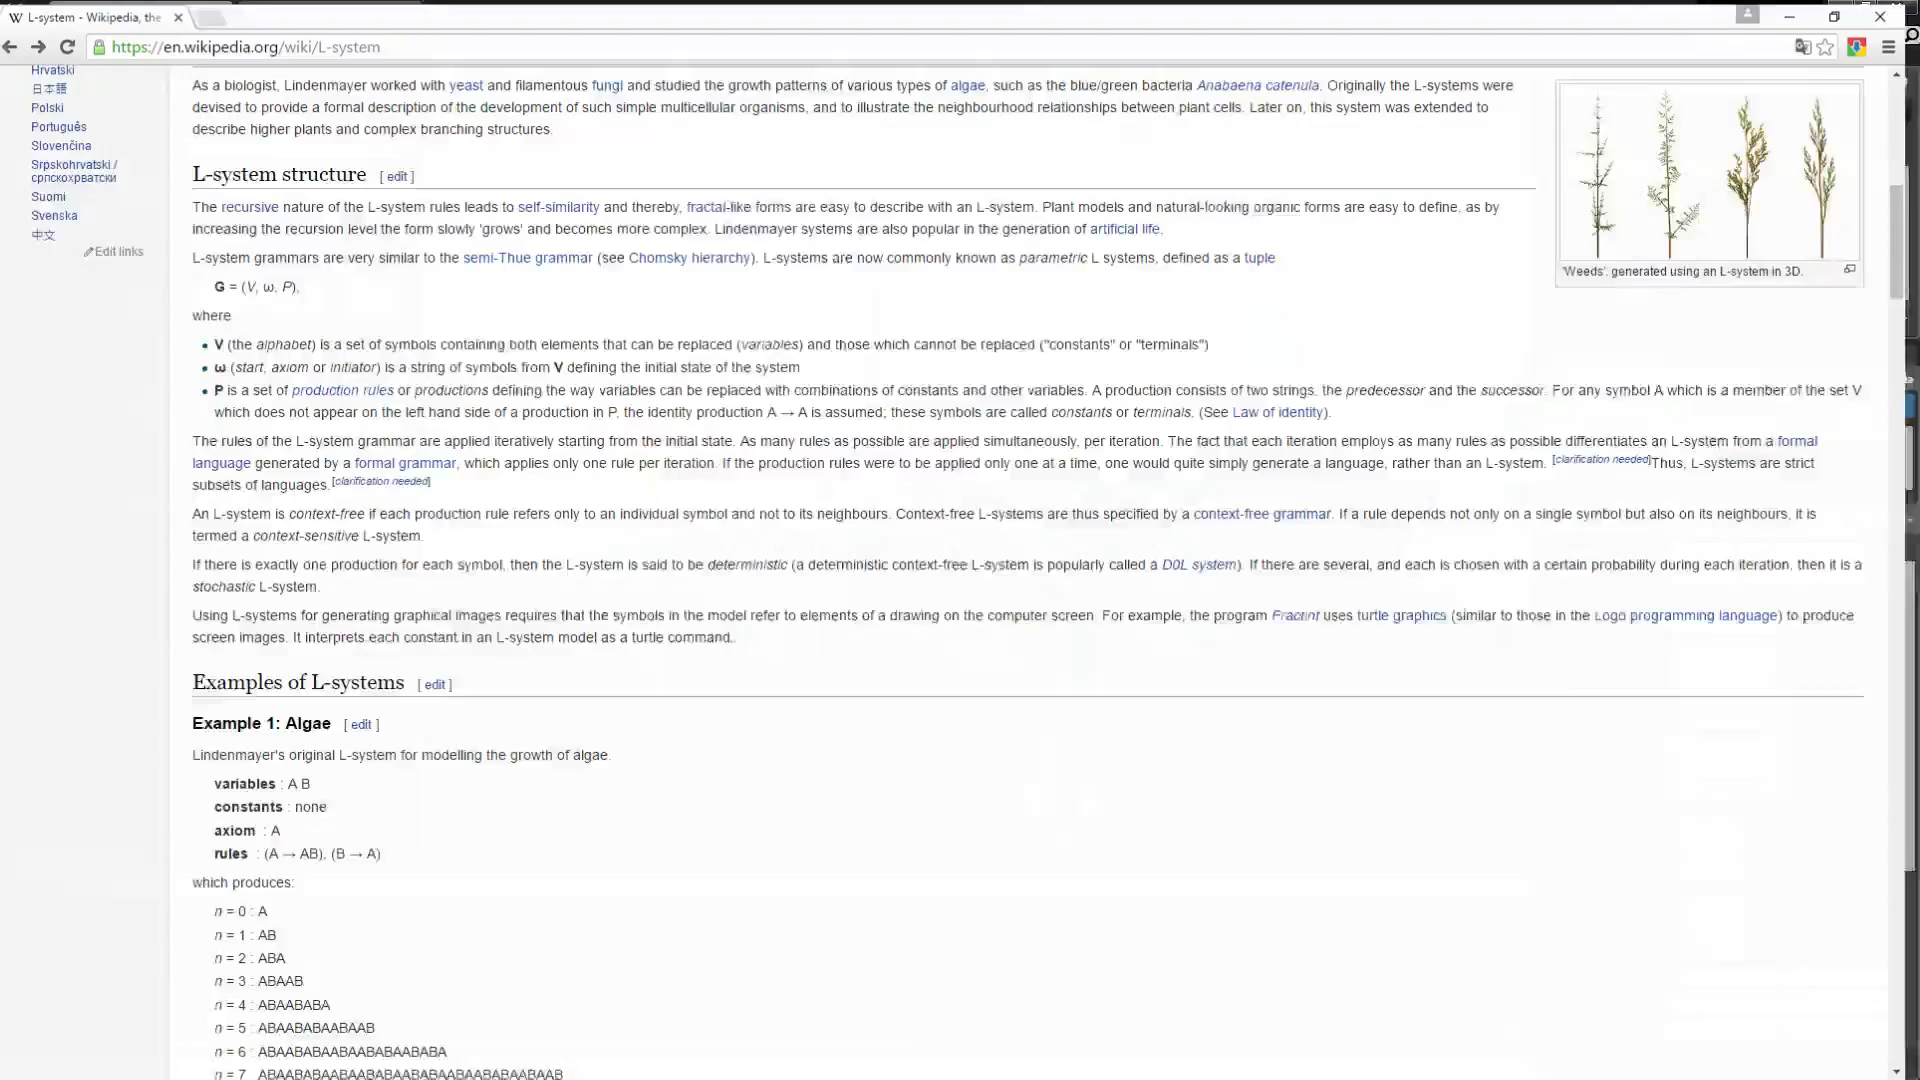 L-system - Wikipedia, the
https://en.wikipedia.org/wiki/L-system
Hrvatski
日本語
Polski
Português
Slovenčina
Srpskohrvatski /
српскохрватски
Suomi
Svenska
中文
Edit links
As a biologist, Lindenmayer worked with yeast and filamentous fungi and studied the growth patterns of various types of algae, such as the blue/green bacteria Anabaena catenula. Originally the L-systems were
devised to provide a formal description of the development of such simple multicellular organisms, and to illustrate the neighbourhood relationships between plant cells. Later on, this system was extended to
describe higher plants and complex branching structures.
'Weeds', generated using an L-system in 3D.
L-system structure [ edit ]
The recursive nature of the L-system rules leads to self-similarity and thereby, fractal-like forms are easy to describe with an L-system. Plant models and natural-looking organic forms are easy to define, as by
increasing the recursion level the form slowly 'grows' and becomes more complex. Lindenmayer systems are also popular in the generation of artificial life.
L-system grammars are very similar to the semi-Thue grammar (see Chomsky hierarchy). L-systems are now commonly known as parametric L systems, defined as a tuple
G = (V, ω, P),
where
• V (the alphabet) is a set of symbols containing both elements that can be replaced (variables) and those which cannot be replaced ("constants" or "terminals")
• ω (start, axiom or initiator) is a string of symbols from V defining the initial state of the system
• P is a set of production rules or productions defining the way variables can be replaced with combinations of constants and other variables. A production consists of two strings, the predecessor and the successor. For any symbol A which is a member of the set V
which does not appear on the left hand side of a production in P, the identity production A → A is assumed; these symbols are called constants or terminals. (See Law of identity).
The rules of the L-system grammar are applied iteratively starting from the initial state. As many rules as possible are applied simultaneously, per iteration. The fact that each iteration employs as many rules as possible differentiates an L-system from a formal
language generated by a formal grammar, which applies only one rule per iteration. If the production rules were to be applied only one at a time, one would quite simply generate a language, rather than an L-system. [clarification needed]Thus, L-systems are strict
subsets of languages.[clarification needed]
An L-system is context-free if each production rule refers only to an individual symbol and not to its neighbours. Context-free L-systems are thus specified by a context-free grammar. If a rule depends not only on a single symbol but also on its neighbours, it is
termed a context-sensitive L-system.
If there is exactly one production for each symbol, then the L-system is said to be deterministic (a deterministic context-free L-system is popularly called a D0L system). If there are several, and each is chosen with a certain probability during each iteration, then it is a
stochastic L-system.
Using L-systems for generating graphical images requires that the symbols in the model refer to elements of a drawing on the computer screen. For example, the program Fractint uses turtle graphics (similar to those in the Logo programming language) to produce
screen images. It interprets each constant in an L-system model as a turtle command.
Examples of L-systems [ edit ]
Example 1: Algae [ edit ]
Lindenmayer's original L-system for modelling the growth of algae.
variables : A B
constants : none
axiom : A
rules : (A → AB), (B → A)
which produces:
n = 0 : A
n = 1 : AB
n = 2 : ABA
n = 3 : ABAAB
n = 4 : ABAABABA
n = 5 : ABAABABAABAAB
n = 6 : ABAABABAABAABABAABABA
n = 7 : ABAABABAABAABABAABABAABAABABAABAAB